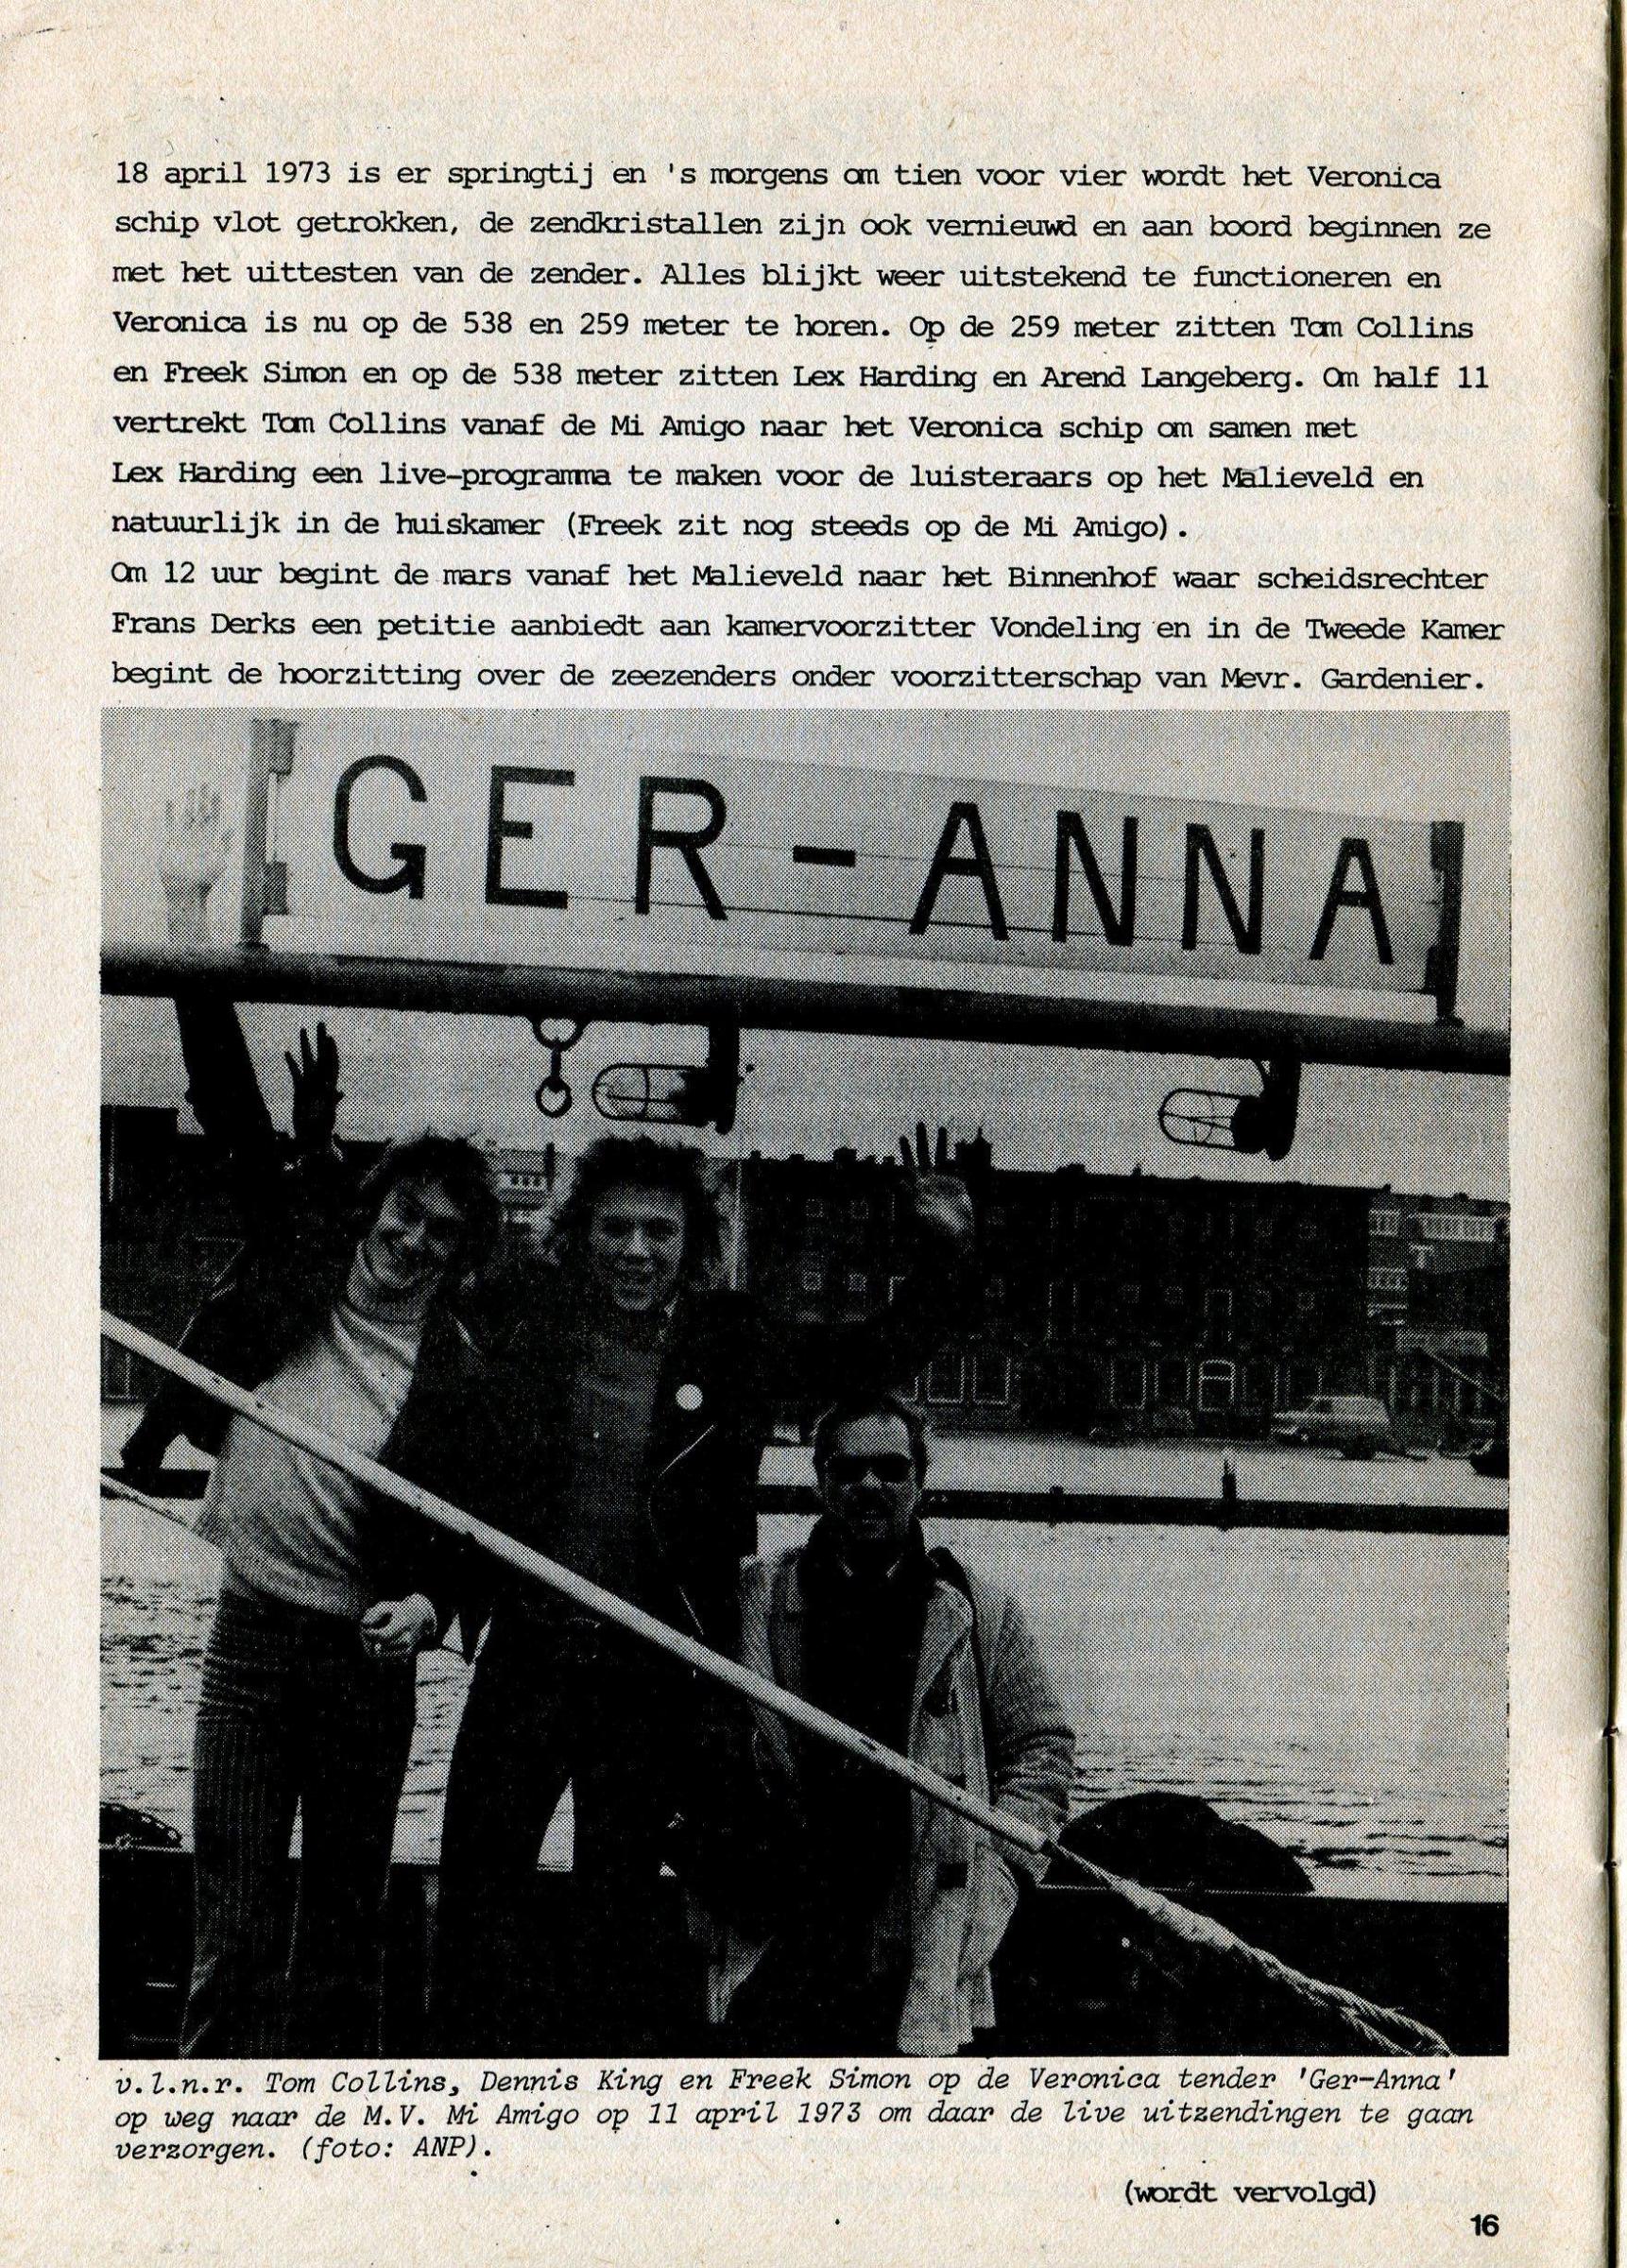 18 april 1973 is er springtij en 's morgens om tien voor vier wordt het Veronica
schip vlot getrokken, de zendkristallen zijn ook vernieuwd en aan boord beginnen ze
met het uittesten van de zender. Alles blijkt weer uitstekend te functioneren en
Veronica is nu op de 538 en 259 meter te horen. Op de 259 meter zitten Tom Collins
en Freek Simon en op de 538 meter zitten Lex Harding en Arend Langeberg. Om half 11
vertrekt Tom Collins vanaf de Mi Amigo naar het Veronica schip om samen met
Lex Harding een live-programma te maken voor de luisteraars op het Malieveld en
natuurlijk in de huiskamer (Freek zit nog steeds op de Mi Amigo).
Om 12 uur begint de mars vanaf het Malieveld naar het Binnenhof waar scheidsrechter
Frans Derks een petitie aanbiedt aan kamervoorzitter Vondeling en in de Tweede Kamer
begint de hoorzitting over de zeezenders onder voorzitterschap van Mevr. Gardenier.
GER-ANNA
v.l.n.r. Tom Collins, Dennis King en Freek Simon op de Veronica tender 'Ger-Anna'
op weg naar de M.V. Mi Amigo op 11 april 1973 om daar de live uitzendingen te gaan
verzorgen. (foto: ANP).
(wordt vervolgd)
16